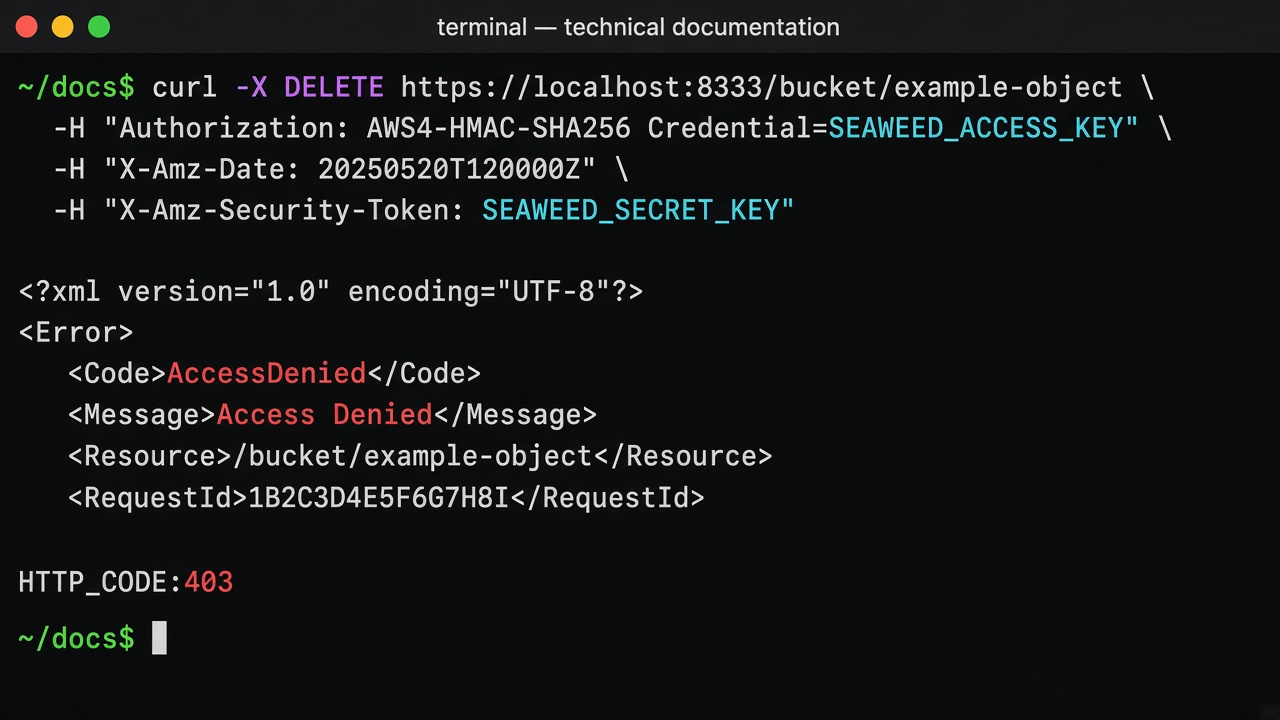 terminal — technical documentation
~/docs$ curl -X DELETE https://localhost:8333/bucket/example-object \
-H "Authorization: AWS4-HMAC-SHA256 Credential=SEAWEED_ACCESS_KEY" \
-H "X-Amz-Date: 20250520T120000Z" \
-H "X-Amz-Security-Token: SEAWEED_SECRET_KEY"
<?xml version="1.0" encoding="UTF-8"?>
<Error>
<Code>AccessDenied</Code>
<Message>Access Denied</Message>
<Resource>/bucket/example-object</Resource>
<RequestId>1B2C3D4E5F6G7H8I</RequestId>
HTTP_CODE:403
~/docs$